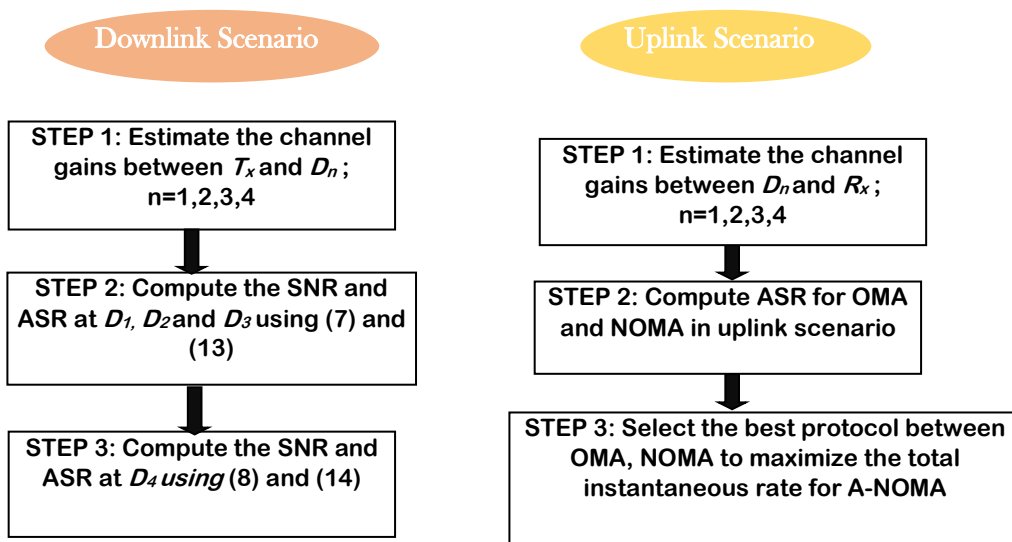 Downlink Scenario
STEP 1: Estimate the channel
gains between Tx and Dn ;
n=1,2,3,4
STEP 2: Compute the SNR and
ASR at D1, D2 and D3 using (7) and
(13)
STEP 3: Compute the SNR and
ASR at D4 using (8) and (14)
Uplink Scenario
STEP 1: Estimate the channel
gains between Dn and Rx ;
n=1,2,3,4
STEP 2: Compute ASR for OMA
and NOMA in uplink scenario
STEP 3: Select the best protocol between
OMA, NOMA to maximize the total
instantaneous rate for A-NOMA